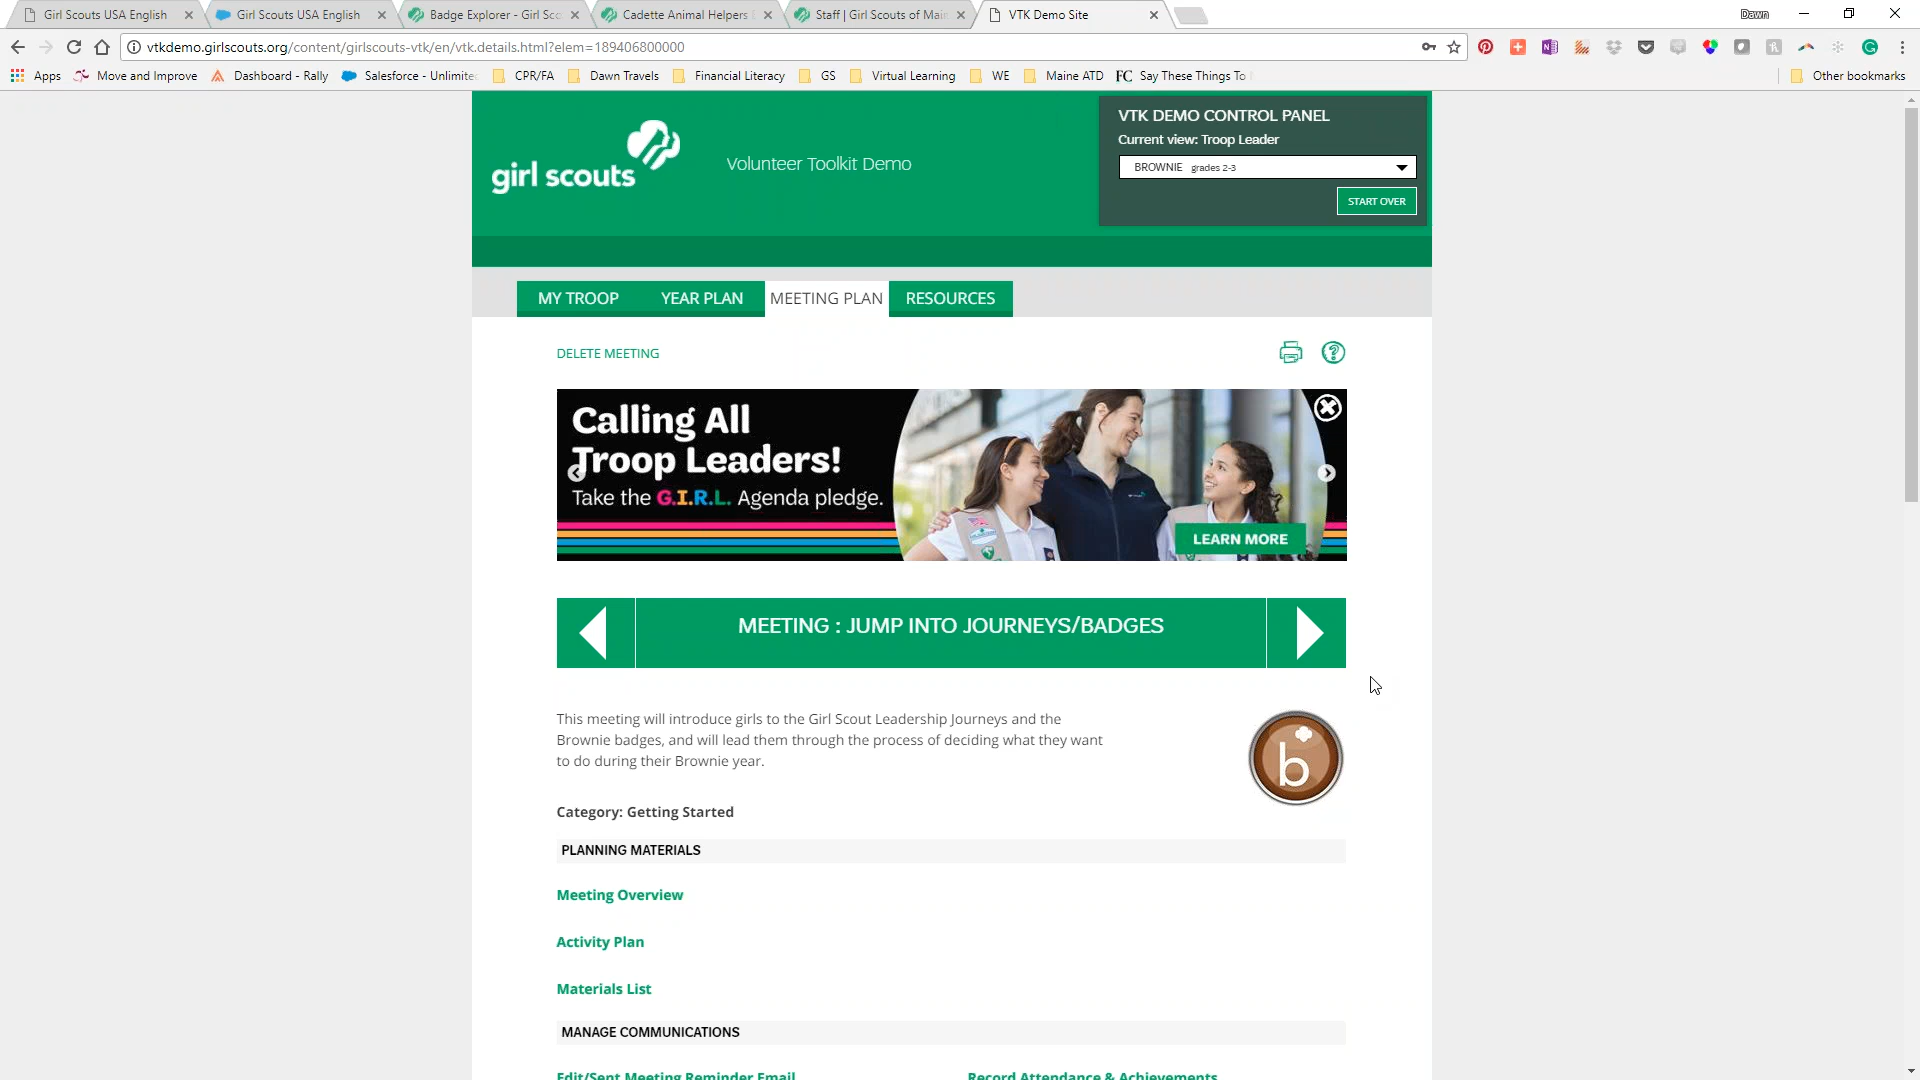 Girl Scouts USA English
Girl Scouts USA English
Badge Explorer - Girl Sc
Cadette Animal Helpers
Staff | Girl Scouts of Mai
VTK Demo Site
Dawn
vtkdemo.girlscouts.org/content/girlscouts-vtk/en/vtk.details.html?elem=189406800000
Apps
Move and Improve
Dashboard - Rally
Salesforce - Unlimite
CPR/FA
Dawn Travels
Financial Literacy
GS
Virtual Learning
WE
Maine ATD
FC Say These Things To
Other bookmarks
girl scouts
Volunteer Toolkit Demo
VTK DEMO CONTROL PANEL
Current view: Troop Leader
BROWNIE grades 2-3
START OVER
MY TROOP
YEAR PLAN
MEETING PLAN
RESOURCES
DELETE MEETING
Calling All
Troop Leaders!
Take the G.I.R.L. Agenda pledge.
LEARN MORE
MEETING : JUMP INTO JOURNEYS/BADGES
This meeting will introduce girls to the Girl Scout Leadership Journeys and the
Brownie badges, and will lead them through the process of deciding what they want
to do during their Brownie year.
b
Category: Getting Started
PLANNING MATERIALS
Meeting Overview
Activity Plan
Materials List
MANAGE COMMUNICATIONS
Edit/Sent Meeting Reminder Email
Record Attendance & Achievements